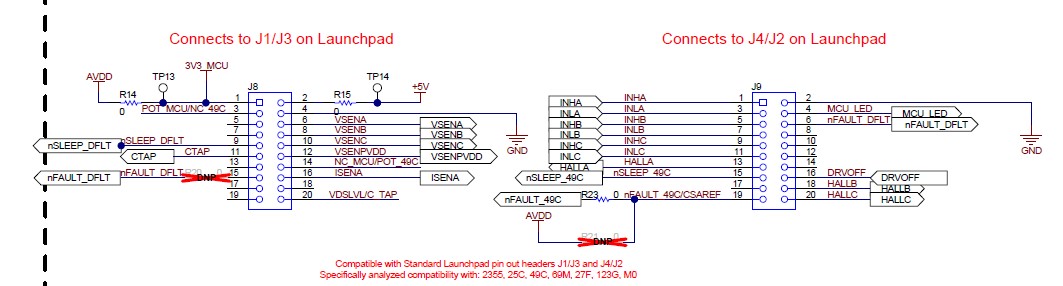 Connects to J1/J3 on Launchpad
Connects to J4/J2 on Launchpad
AVDD
TP13
3V3_MCU
TP14
+5V
R14
0
J8
R15
0
POT_MCU/NC_49C
1
3
5
7
9
11
13
15
17
19
2
4
6
8
10
12
14
16
18
20
VSENA
VSENA
VSENB
VSENB
VSENC
VSENC
VSENPVDD
VSENPVDD
NC_MCU/POT_49C
ISENA
ISENA
VDSLVL/C_TAP
GND
nSLEEP_DFLT
nSLEEP_DFLT
CTAP
CTAP
nFAULT_DFLT
nFAULT_DFLT
DNP
0
J9
INHA
INHA
INLA
INLA
INHB
INHB
INLB
INLB
INHC
INHC
INLC
INLC
HALLA
HALLA
nSLEEP_49C
nSLEEP_49C
nFAULT_49C
R23
0
nFAULT_49C/CSAREF
1
3
5
7
9
11
13
15
17
19
2
4
6
8
10
12
14
16
18
20
MCU_LED
MCU_LED
nFAULT_DFLT
nFAULT_DFLT
GND
DRVOFF
DRVOFF
HALLB
HALLB
HALLC
HALLC
AVDD
R21
0
DNP
Compatible with Standard Launchpad pin out headers J1/J3 and J4/J2
Specifically analyzed compatibility with: 2355, 25C, 49C, 69M, 27F, 123G, M0